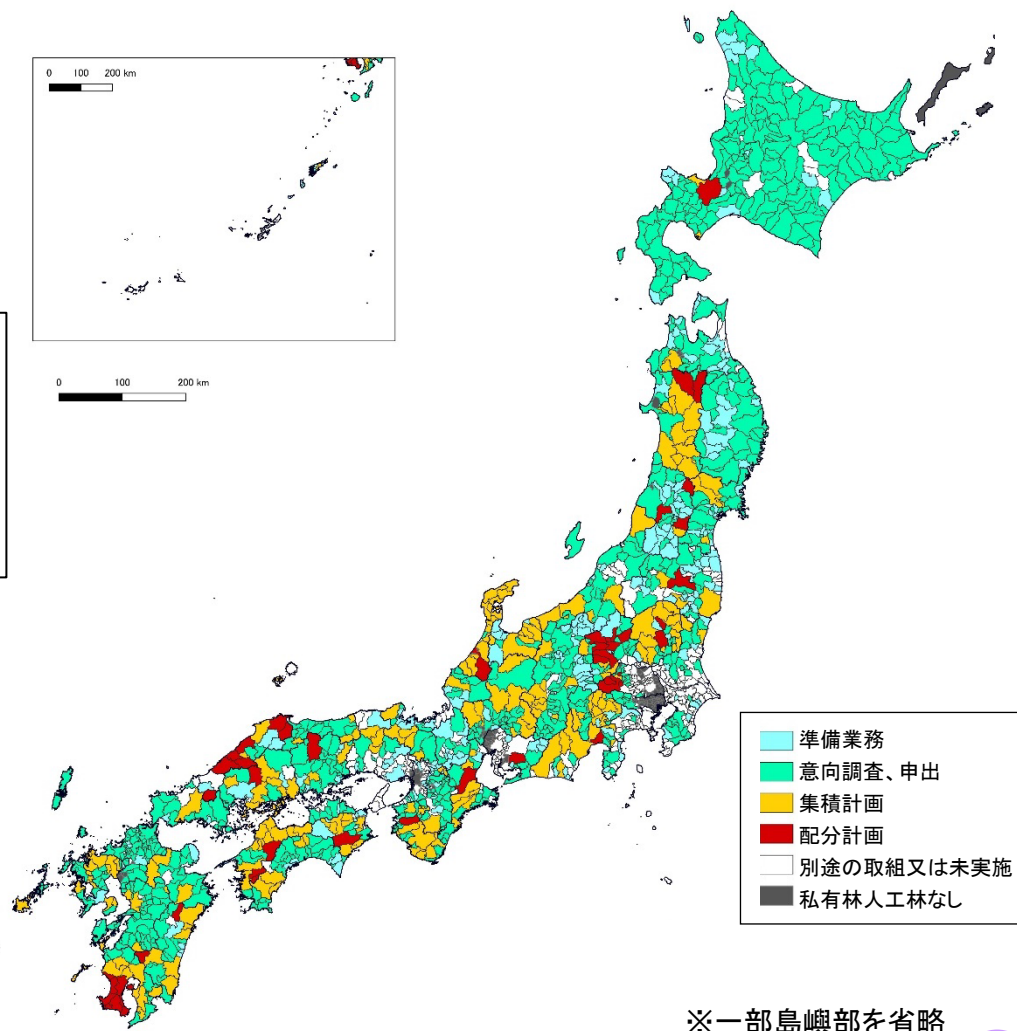 0 100 200 km
0 100 200 km
準備業務
意向調査、申出
集積計画
配分計画
別途の取組又は未実施
私有林人工林なし
※一部島嶼部を省略